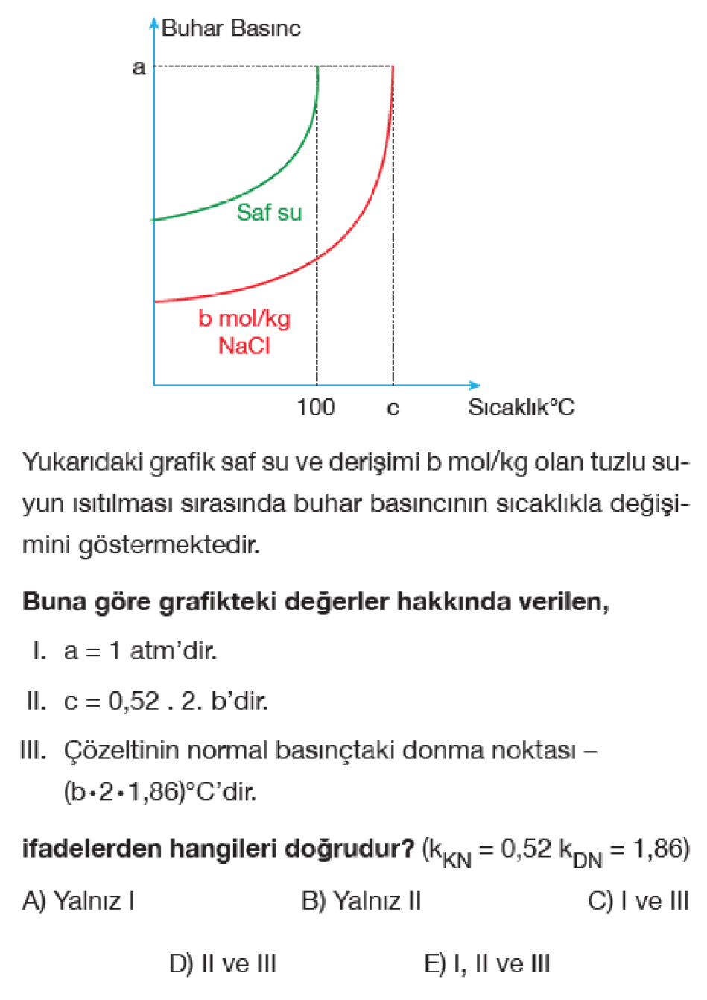 Buhar Basınc
a
Saf su
b mol/kg
NaCl
100
c
Sıcaklık°C
Yukarıdaki grafik saf su ve derişimi b mol/kg olan tuzlu su-
yun ısıtılması sırasında buhar basıncının sıcaklıkla değişi-
mini göstermektedir.
Buna göre grafikteki değerler hakkında verilen,
I. a = 1 atm’dir.
II. c = 0,52 . 2. b’dir.
III. Çözeltinin normal basınçtaki donma noktası –
(b•2•1,86)°C’dir.
ifadelerden hangileri doğrudur? (kKN = 0,52 kDN = 1,86)
A) Yalnız I B) Yalnız II C) I ve III
D) II ve III E) I, II ve III